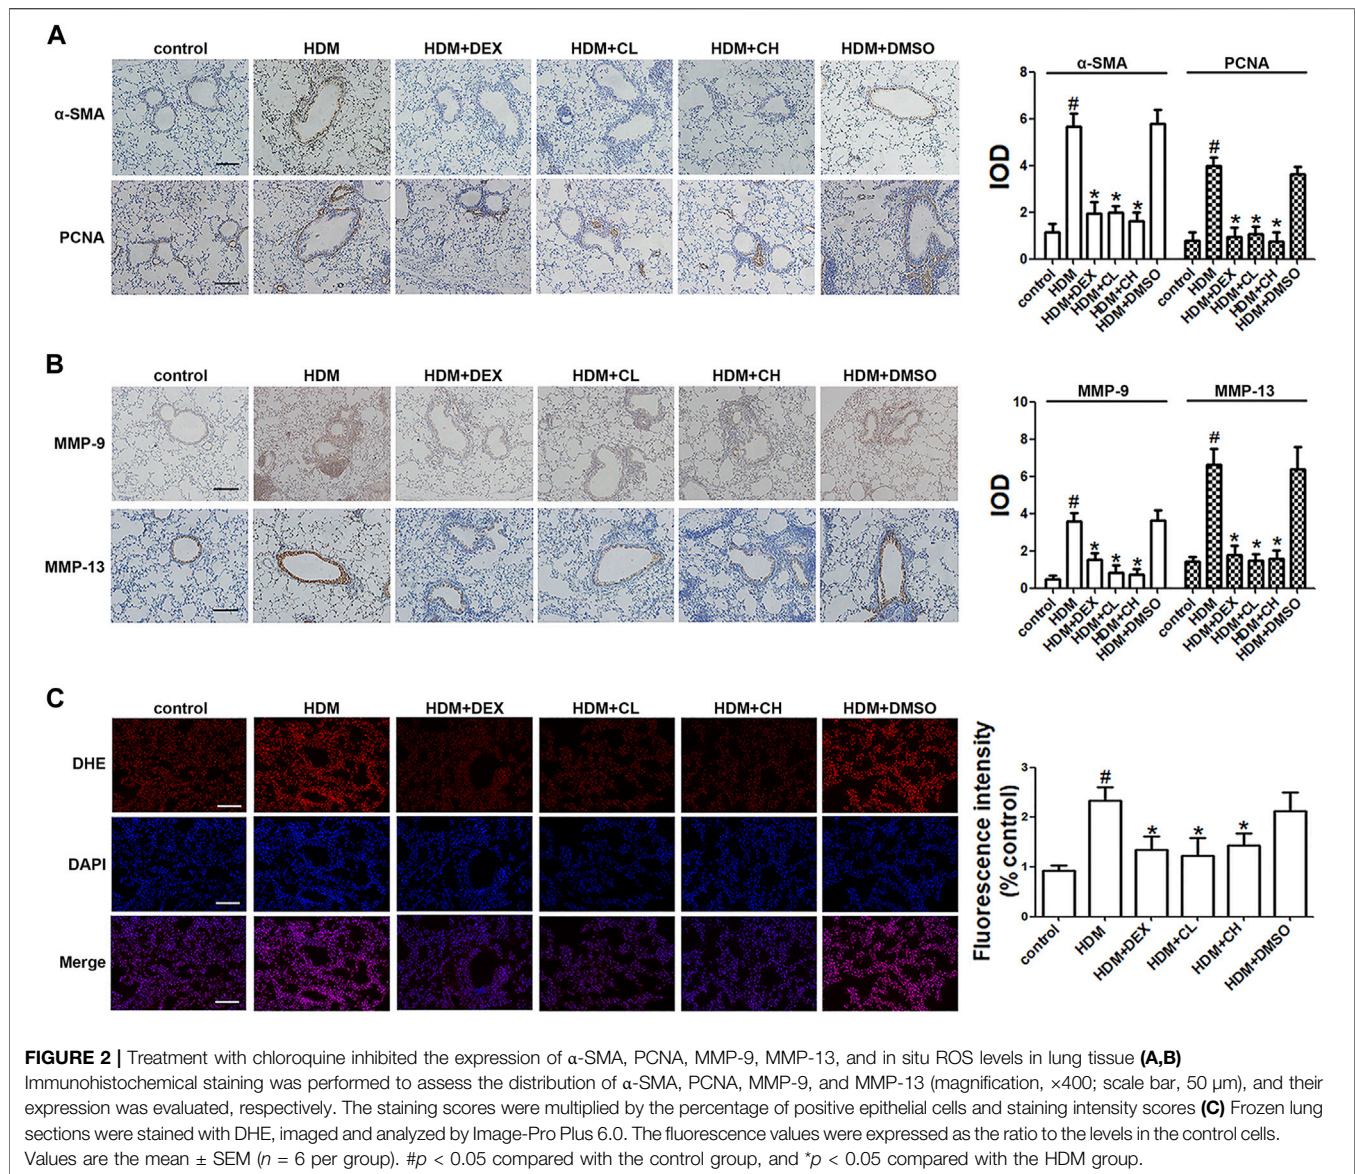 A
control HDM HDM+DEX HDM+CL HDM+CH HDM+DMSO
α-SMA
PCNA
α-SMA PCNA
IOD
8
6
4
2
0
# * * * # * * *
control HDM HDM+DEX HDM+CL HDM+CH HDM+DMSO control HDM HDM+DEX HDM+CL HDM+CH HDM+DMSO
B
control HDM HDM+DEX HDM+CL HDM+CH HDM+DMSO
MMP-9
MMP-13
MMP-9 MMP-13
IOD
10
8
6
4
2
0
# * * * # * * *
control HDM HDM+DEX HDM+CL HDM+CH HDM+DMSO control HDM HDM+DEX HDM+CL HDM+CH HDM+DMSO
C
control HDM HDM+DEX HDM+CL HDM+CH HDM+DMSO
DHE
DAPI
Merge
Fluorescence intensity
(% control)
3
2
1
0
# * * *
control HDM HDM+DEX HDM+CL HDM+CH HDM+DMSO
FIGURE 2 | Treatment with chloroquine inhibited the expression of α-SMA, PCNA, MMP-9, MMP-13, and in situ ROS levels in lung tissue (A,B)
Immunohistochemical staining was performed to assess the distribution of α-SMA, PCNA, MMP-9, and MMP-13 (magnification, ×400; scale bar, 50 μm), and their
expression was evaluated, respectively. The staining scores were multiplied by the percentage of positive epithelial cells and staining intensity scores (C) Frozen lung
sections were stained with DHE, imaged and analyzed by Image-Pro Plus 6.0. The fluorescence values were expressed as the ratio to the levels in the control cells.
Values are the mean ± SEM (n = 6 per group). #p < 0.05 compared with the control group, and *p < 0.05 compared with the HDM group.